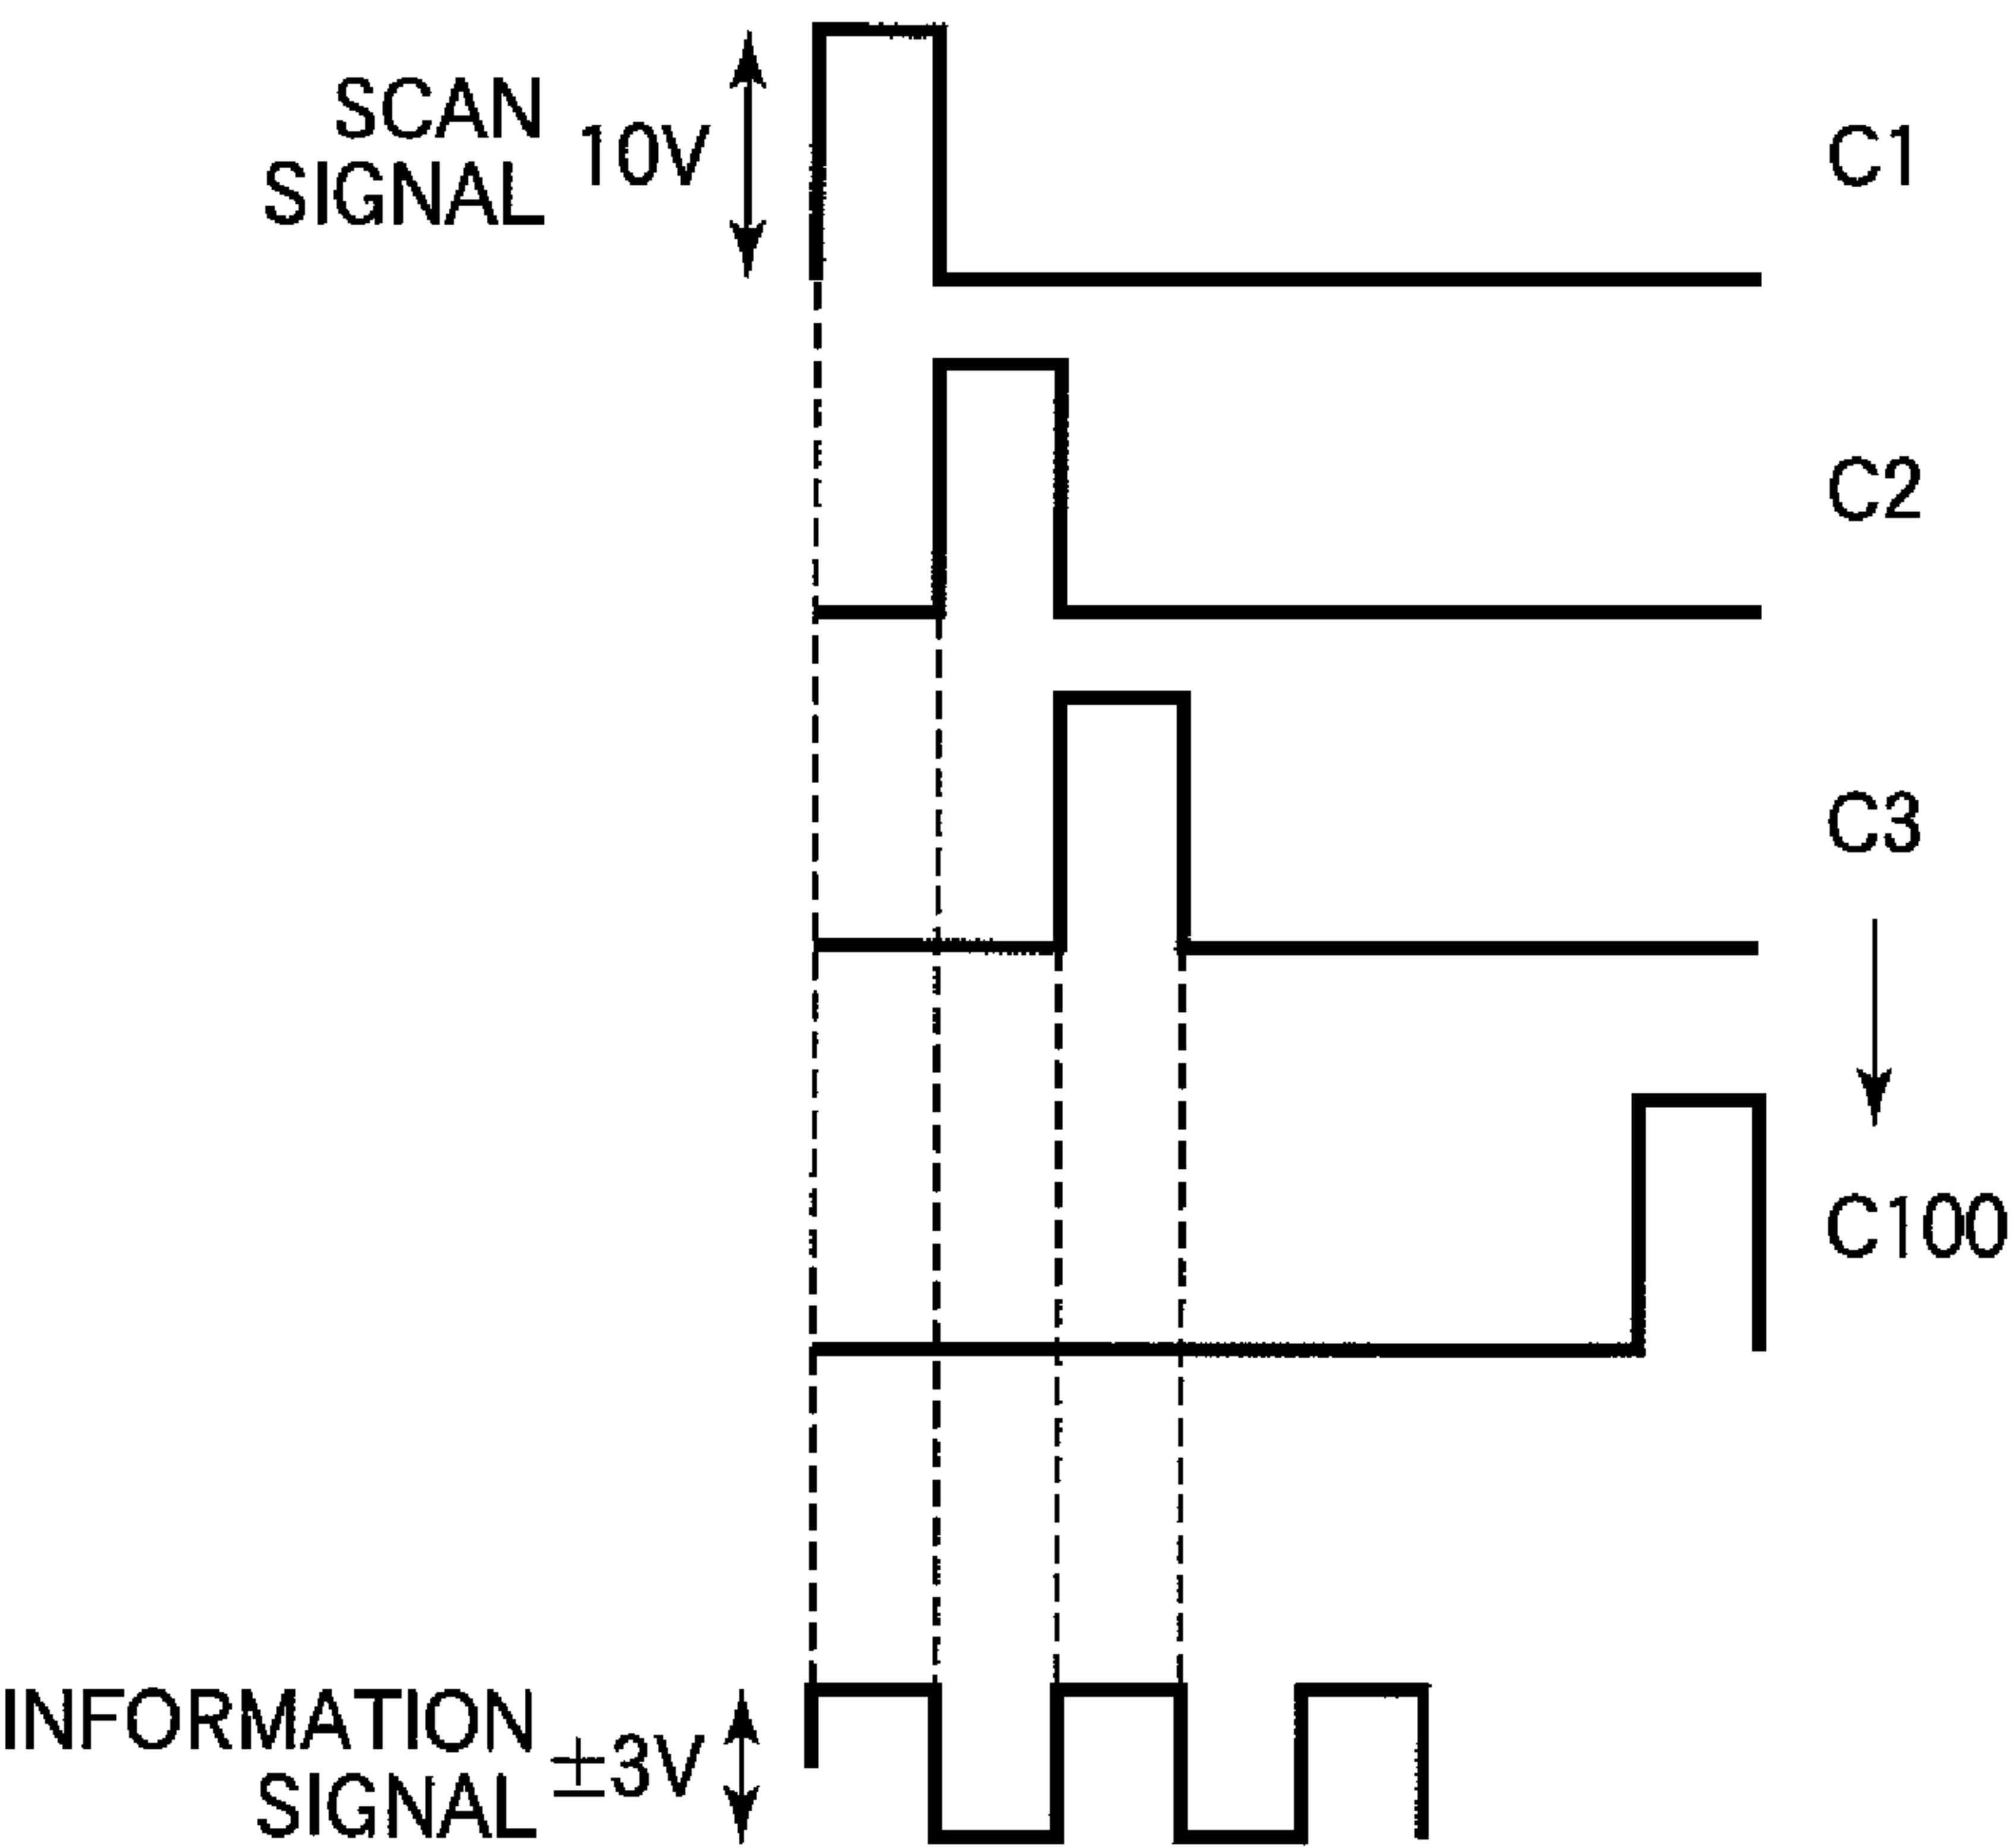 SCAN
SIGNAL
10V
C1
C2
C3
C100
INFORMATION
SIGNAL
±3V